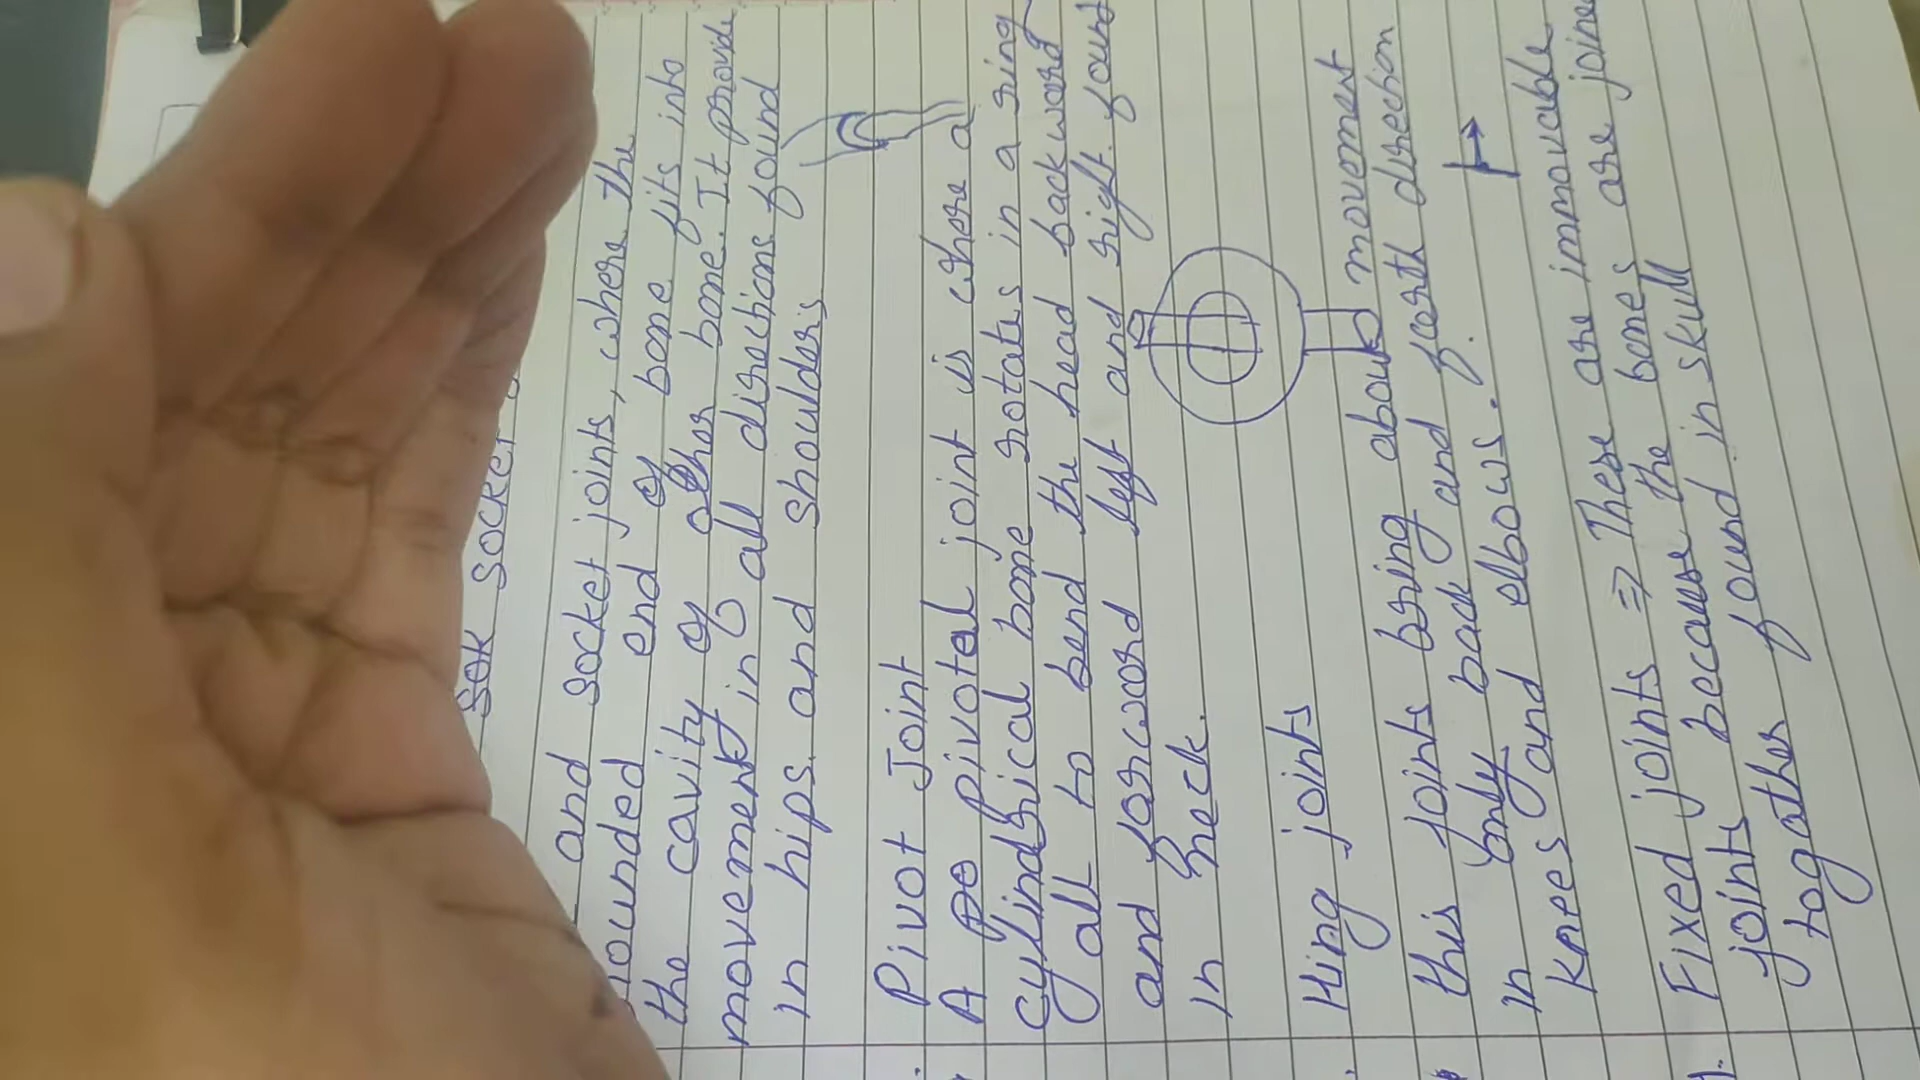 socket
and socket joints, where the
rounded end of bone fits into
the cavity of other bone. It provide
movement in all directions found
in hips and shoulders
Pivot Joint
A pivotal joint is where a
cylindrical bone rotates in a ring
all to bend the head backward
and forword left and right. found
in neck.
Hing joints
this joints bring about movement
in only back and forth direction
knees and elbows.
Fixed joints ⇒ These are immovable
joints because the bones are joined
togather found in skull